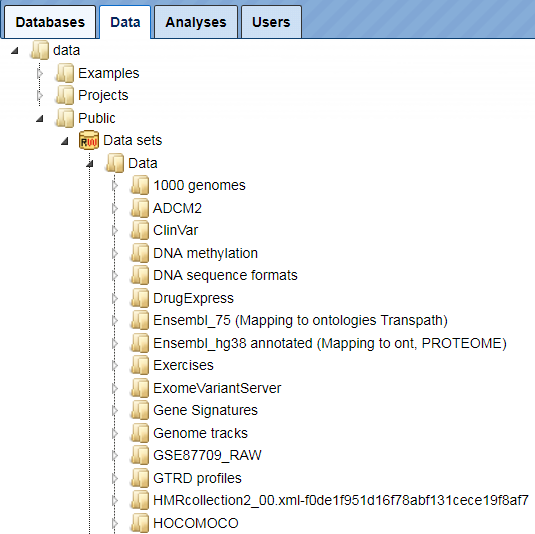 Databases Data Analyses Users
data
Examples
Projects
Public
RW Data sets
Data
1000 genomes
ADCM2
ClinVar
DNA methylation
DNA sequence formats
DrugExpress
Ensembl_75 (Mapping to ontologies Transpath)
Ensembl_hg38 annotated (Mapping to ont, PROTEOME)
Exercises
ExomeVariantServer
Gene Signatures
Genome tracks
GSE87709_RAW
GTRD profiles
HMRcollection2_00.xml-f0de1f951d16f78abf131cece19f8af7
HOCOMOCO